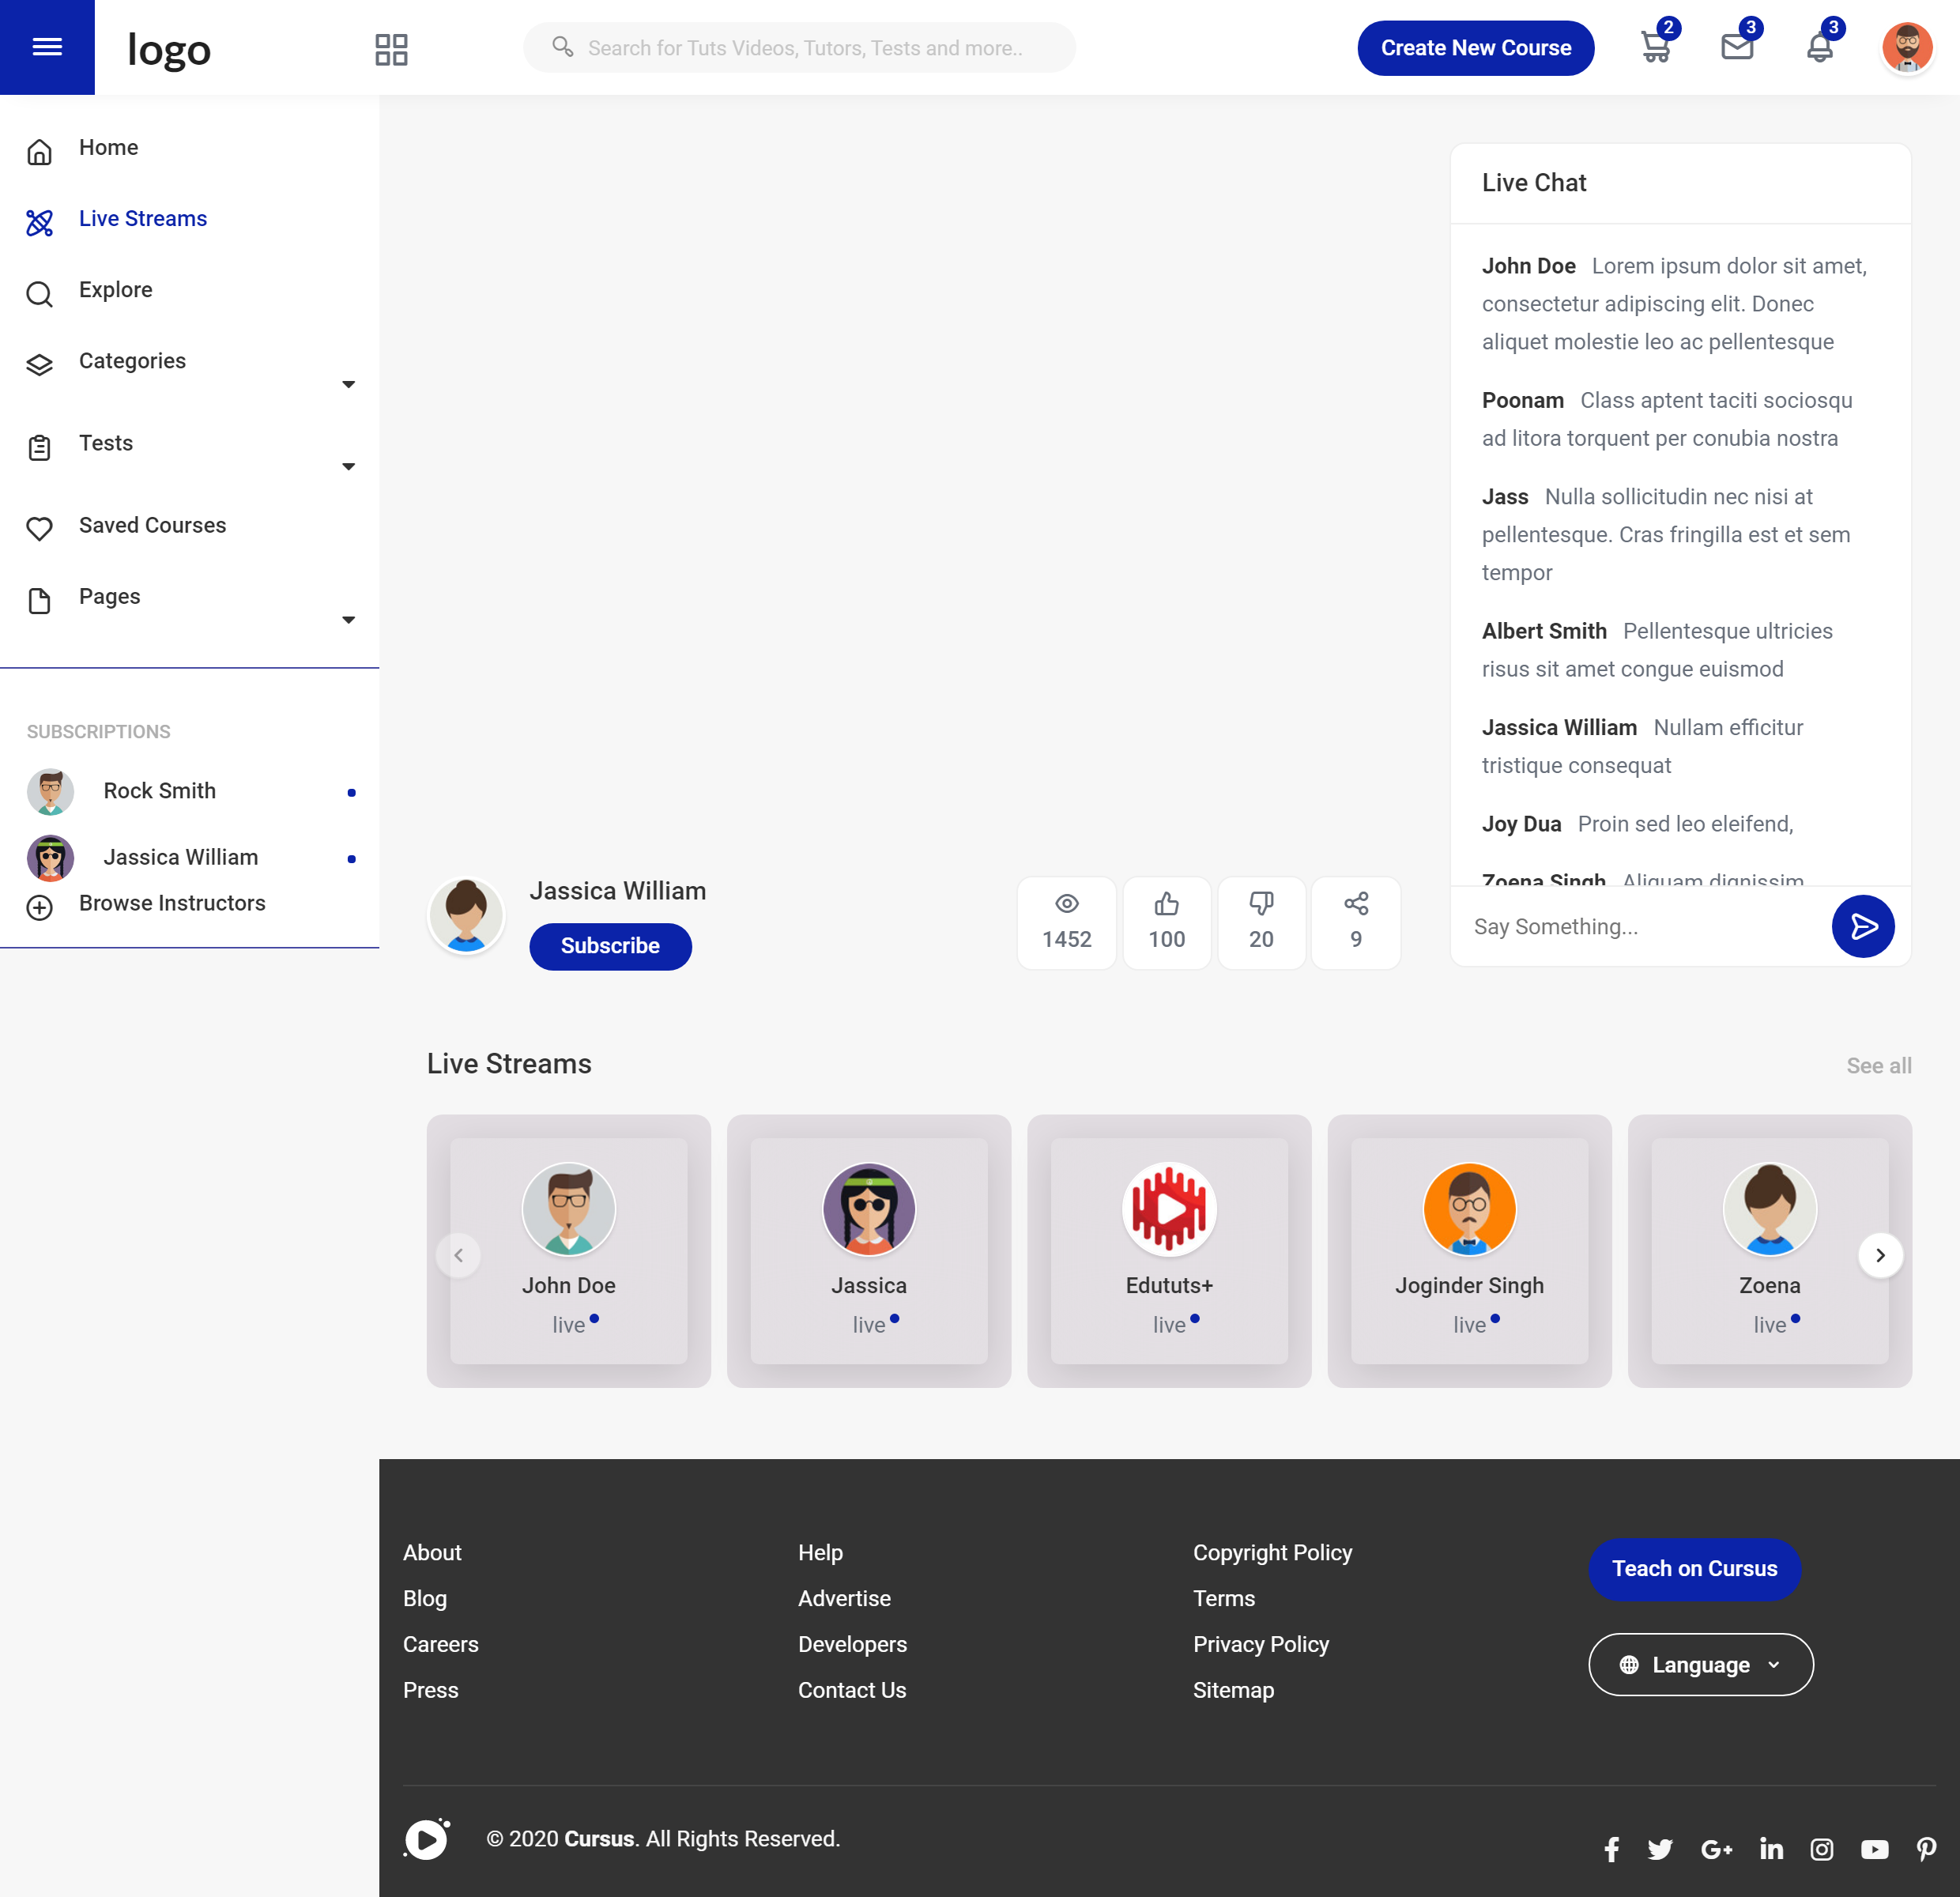 logo
Search for Tuts Videos, Tutors, Tests and more..
Create New Course
2
3
3
Home
Live Streams
Explore
Categories
Tests
Saved Courses
Pages
SUBSCRIPTIONS
Rock Smith
Jassica William
Browse Instructors
Jassica William
Subscribe
1452
100
20
9
Live Chat
John Doe Lorem ipsum dolor sit amet,
consectetur adipiscing elit. Donec
aliquet molestie leo ac pellentesque
Poonam Class aptent taciti sociosqu
ad litora torquent per conubia nostra
Jass Nulla sollicitudin nec nisi at
pellentesque. Cras fringilla est et sem
tempor
Albert Smith Pellentesque ultricies
risus sit amet congue euismod
Jassica William Nullam efficitur
tristique consequat
Joy Dua Proin sed leo eleifend,
Zoena Singh Aliquam dignissim
Say Something...
Live Streams
See all
John Doe
live
Jassica
live
Edututs+
live
Joginder Singh
live
Zoena
live
About
Blog
Careers
Press
Help
Advertise
Developers
Contact Us
Copyright Policy
Terms
Privacy Policy
Sitemap
Teach on Cursus
Language
© 2020 Cursus. All Rights Reserved.